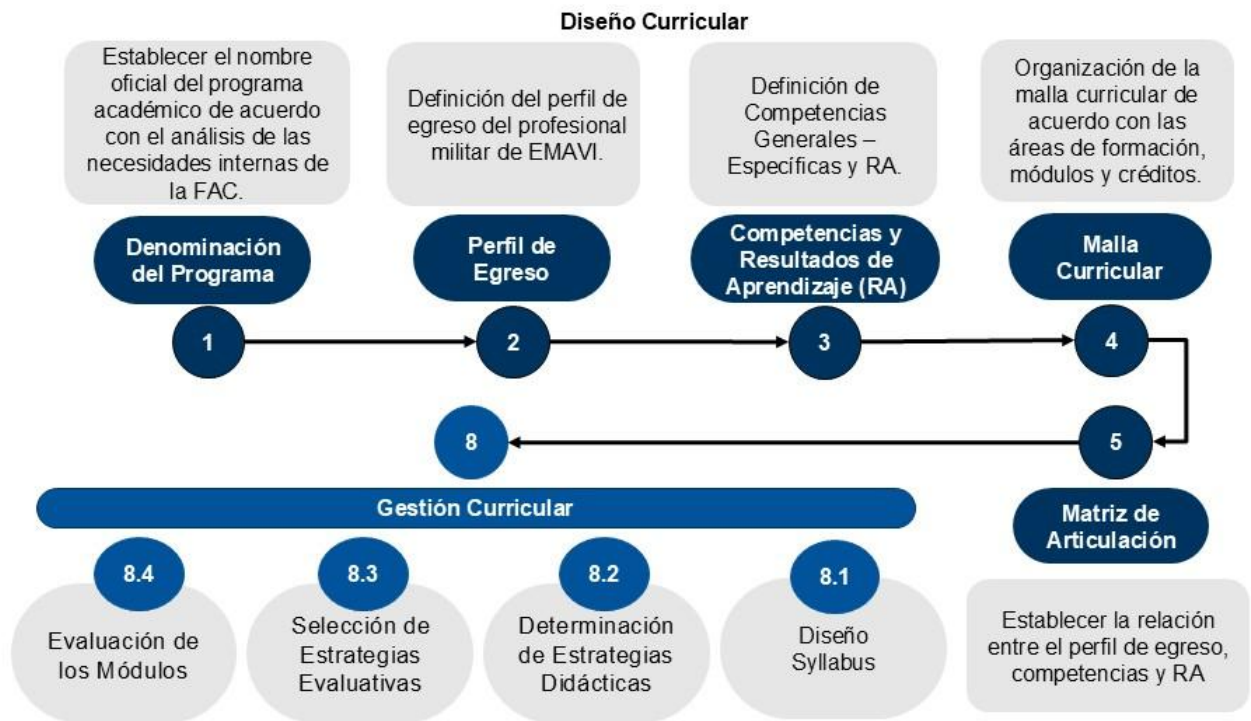 Diseño Curricular
Establecer el nombre
oficial del programa
académico de acuerdo
con el análisis de las
necesidades internas de
la FAC.
Definición del perfil de
egreso del profesional
militar de EMAVI.
Definición de
Competencias
Generales –
Específicas y RA.
Organización de la
malla curricular de
acuerdo con las
áreas de formación,
módulos y créditos.
Denominación
del Programa
Perfil de
Egreso
Competencias y
Resultados de
Aprendizaje (RA)
Malla
Curricular
1
2
3
4
8
5
Gestión Curricular
Matriz de
Articulación
8.4
8.3
8.2
8.1
Evaluación de
los Módulos
Selección de
Estrategias
Evaluativas
Determinación
de Estrategias
Didácticas
Diseño
Syllabus
Establecer la relación
entre el perfil de egreso,
competencias y RA